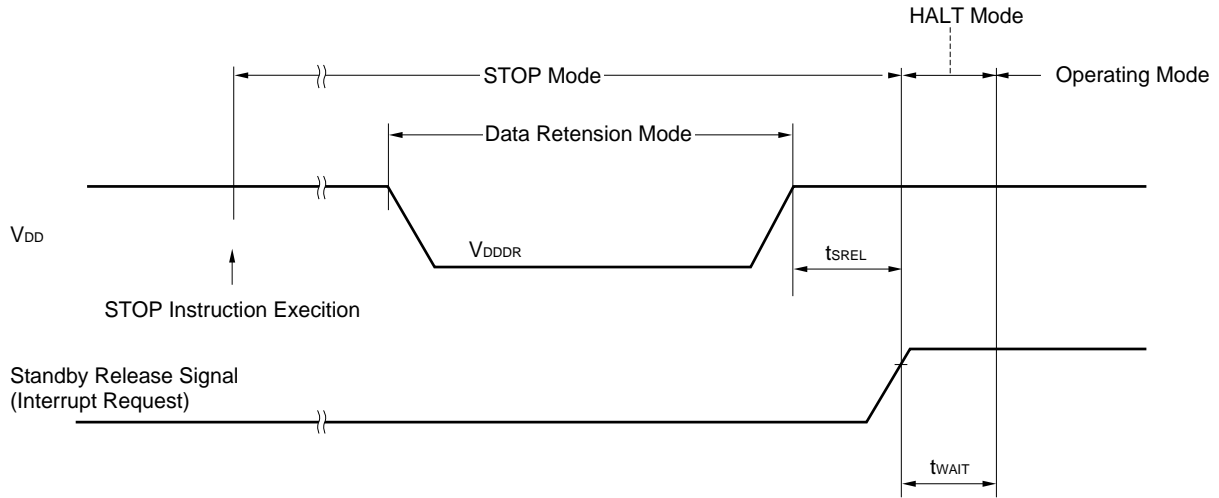 HALT Mode
STOP Mode
Operating Mode
Data Retension Mode
VDD
VDDDR
tSREL
STOP Instruction Execition
Standby Release Signal
(Interrupt Request)
tWAIT